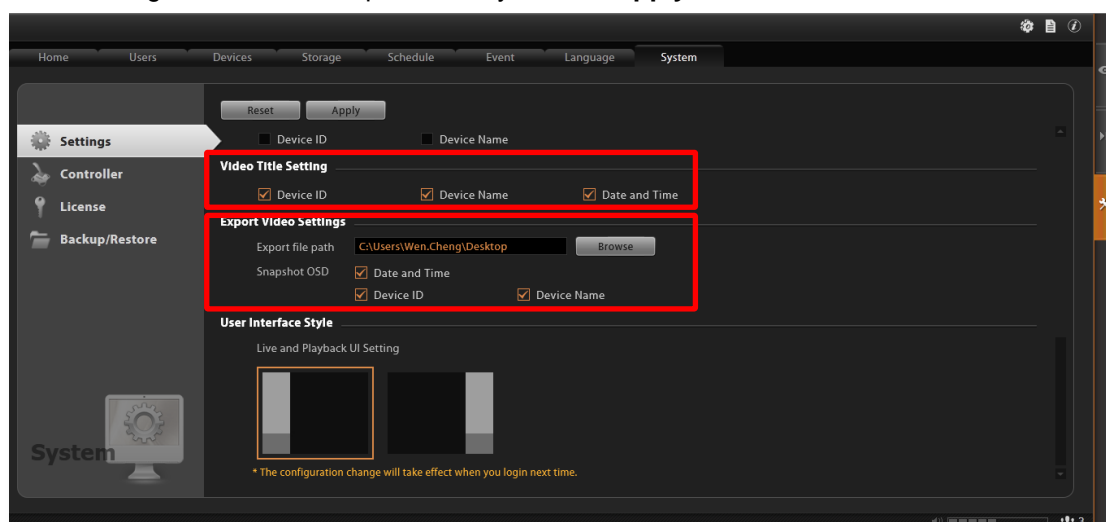 Home Users Devices Storage Schedule Event Language System
Reset Apply
Device ID Device Name
Settings
Controller
License
Backup/Restore
System
Video Title Setting
Device ID Device Name Date and Time
Export Video Settings
Export file path C:\Users\Wen.Cheng\Desktop Browse
Snapshot OSD Date and Time
Device ID Device Name
User Interface Style
Live and Playback UI Setting
* The configuration change will take effect when you login next time.